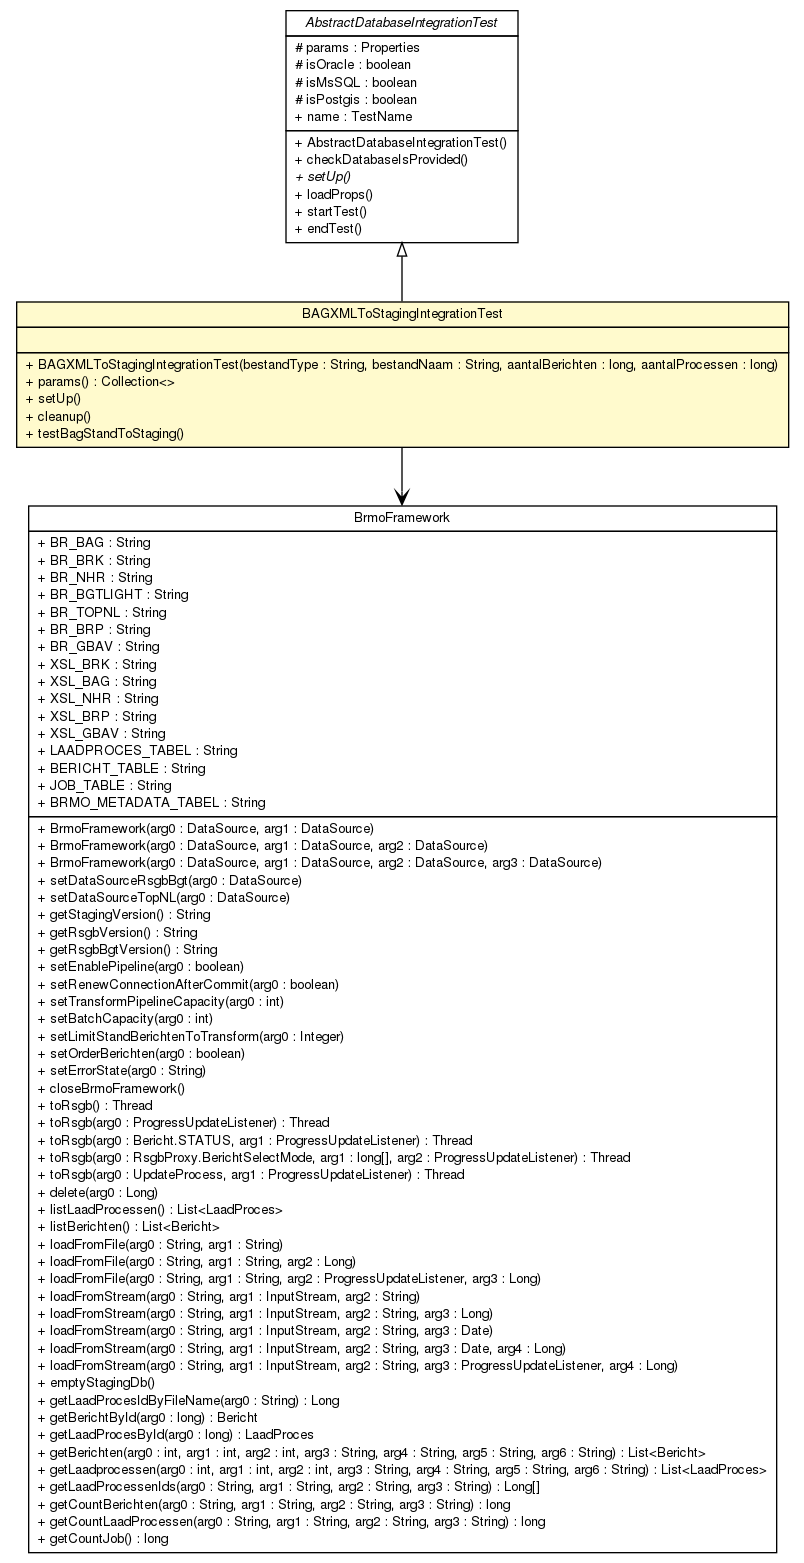 AbstractDatabaseIntegrationTest
# params : Properties
# isOracle : boolean
# isMsSQL : boolean
# isPostgis : boolean
+ name : TestName
+ AbstractDatabaseIntegrationTest()
+ checkDatabaseIsProvided()
+ setUp()
+ loadProps()
+ startTest()
+ endTest()
BAGXMLToStagingIntegrationTest
+ BAGXMLToStagingIntegrationTest(bestandType : String, bestandNaam : String, aantalBerichten : long, aantalProcessen : long)
+ params() : Collection<>
+ setUp()
+ cleanup()
+ testBagStandToStaging()
BrmoFramework
+ BR_BAG : String
+ BR_BRK : String
+ BR_NHR : String
+ BR_BGTLIGHT : String
+ BR_TOPNL : String
+ BR_BRP : String
+ BR_GBAV : String
+ XSL_BRK : String
+ XSL_BAG : String
+ XSL_NHR : String
+ XSL_BRP : String
+ XSL_GBAV : String
+ LAADPROCES_TABEL : String
+ BERICHT_TABLE : String
+ JOB_TABLE : String
+ BRMO_METADATA_TABEL : String
+ BrmoFramework(arg0 : DataSource, arg1 : DataSource)
+ BrmoFramework(arg0 : DataSource, arg1 : DataSource, arg2 : DataSource)
+ BrmoFramework(arg0 : DataSource, arg1 : DataSource, arg2 : DataSource, arg3 : DataSource)
+ setDataSourceRsgbBgt(arg0 : DataSource)
+ setDataSourceTopNL(arg0 : DataSource)
+ getStagingVersion() : String
+ getRsgbVersion() : String
+ getRsgbBgtVersion() : String
+ setEnablePipeline(arg0 : boolean)
+ setRenewConnectionAfterCommit(arg0 : boolean)
+ setTransformPipelineCapacity(arg0 : int)
+ setBatchCapacity(arg0 : int)
+ setLimitStandBerichtenToTransform(arg0 : Integer)
+ setOrderBerichten(arg0 : boolean)
+ setErrorState(arg0 : String)
+ closeBrmoFramework()
+ toRsgb() : Thread
+ toRsgb(arg0 : ProgressUpdateListener) : Thread
+ toRsgb(arg0 : Bericht.STATUS, arg1 : ProgressUpdateListener) : Thread
+ toRsgb(arg0 : RsgbProxy.BerichtSelectMode, arg1 : long[], arg2 : ProgressUpdateListener) : Thread
+ toRsgb(arg0 : UpdateProcess, arg1 : ProgressUpdateListener) : Thread
+ delete(arg0 : Long)
+ listLaadProcessen() : List<LaadProces>
+ listBerichten() : List<Bericht>
+ loadFromFile(arg0 : String, arg1 : String)
+ loadFromFile(arg0 : String, arg1 : String, arg2 : Long)
+ loadFromFile(arg0 : String, arg1 : String, arg2 : ProgressUpdateListener, arg3 : Long)
+ loadFromStream(arg0 : String, arg1 : InputStream, arg2 : String)
+ loadFromStream(arg0 : String, arg1 : InputStream, arg2 : String, arg3 : Long)
+ loadFromStream(arg0 : String, arg1 : InputStream, arg2 : String, arg3 : Date)
+ loadFromStream(arg0 : String, arg1 : InputStream, arg2 : String, arg3 : Date, arg4 : Long)
+ loadFromStream(arg0 : String, arg1 : InputStream, arg2 : String, arg3 : ProgressUpdateListener, arg4 : Long)
+ emptyStagingDb()
+ getLaadProcesIdByFileName(arg0 : String) : Long
+ getBerichtById(arg0 : long) : Bericht
+ getLaadProcesById(arg0 : long) : LaadProces
+ getBerichten(arg0 : int, arg1 : int, arg2 : int, arg3 : String, arg4 : String, arg5 : String, arg6 : String) : List<Bericht>
+ getLaadprocessen(arg0 : int, arg1 : int, arg2 : int, arg3 : String, arg4 : String, arg5 : String, arg6 : String) : List<LaadProces>
+ getLaadProcessenIds(arg0 : String, arg1 : String, arg2 : String, arg3 : String) : Long[]
+ getCountBerichten(arg0 : String, arg1 : String, arg2 : String, arg3 : String) : long
+ getCountLaadProcessen(arg0 : String, arg1 : String, arg2 : String, arg3 : String) : long
+ getCountJob() : long